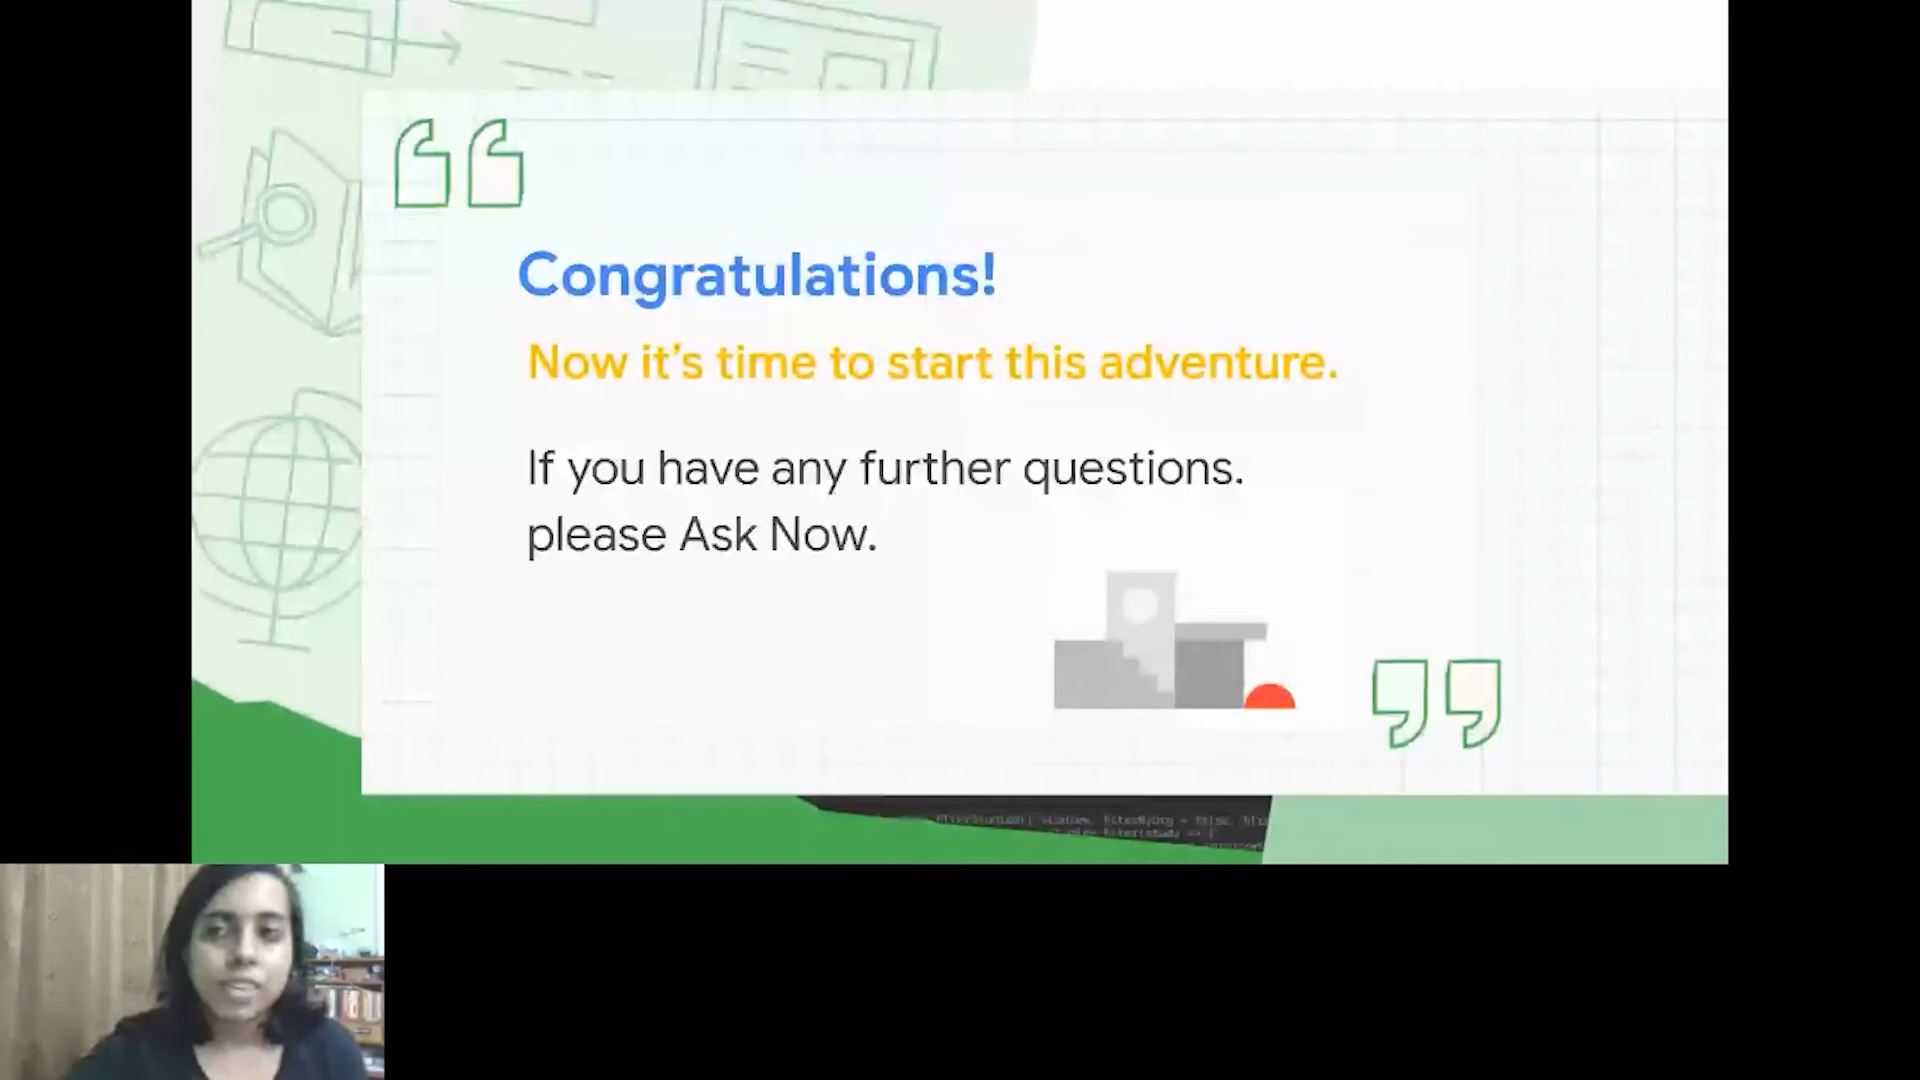 Congratulations!
Now it's time to start this adventure.
If you have any further questions.
please Ask Now.